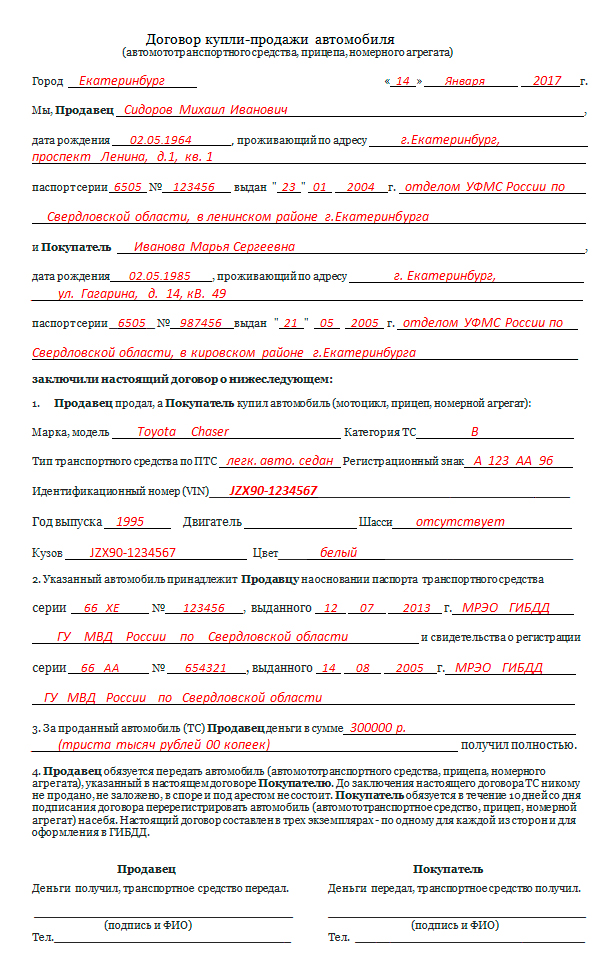 Договор купли-продажи автомобиля
(автомототранспортного средства, прицепа, номерного агрегата)
Город Екатеринбург « 14 » Января 2017 г.
Мы, Продавец Сидоров Михаил Иванович ,
дата рождения 02.05.1964 , проживающий по адресу г.Екатеринбург,
проспект Ленина, д.1, кв. 1
паспорт серии 6505 № 123456 выдан " 23 " 01 2004 г. отделом УФМС России по
Свердловской области, в ленинском районе г.Екатеринбурга
и Покупатель Иванова Марья Сергеевна ,
дата рождения 02.05.1985 , проживающий по адресу г. Екатеринбург,
ул. Гагарина, д. 14, кВ. 49
паспорт серии 6505 № 987456 выдан " 21 " 05 2005 г. отделом УФМС России по
Свердловской области, в кировском районе г.Екатеринбурга
заключили настоящий договор о нижеследующем:
1. Продавец продал, а Покупатель купил автомобиль (мотоцикл, прицеп, номерной агрегат):
Марка, модель Toyota Chaser Категория ТС B
Тип транспортного средства по ПТС легк. авто. седан Регистрационный знак А 123 АА 96
Идентификационный номер (VIN) JZX90-1234567
Год выпуска 1995 Двигатель Шасси отсутствует
Кузов JZX90-1234567 Цвет белый
2. Указанный автомобиль принадлежит Продавцу на основании паспорта транспортного средства
серии 66 ХЕ № 123456 , выданного 12 07 2013 г. МРЭО ГИБДД
ГУ МВД России по Свердловской области и свидетельства о регистрации
серии 66 АА № 654321 , выданного 14 08 2005 г. МРЭО ГИБДД
ГУ МВД России по Свердловской области
3. За проданный автомобиль (ТС) Продавец деньги в сумме 300000 р.
(триста тысяч рублей 00 копеек) получил полностью.
4. Продавец обязуется передать автомобиль (автомототранспортного средства, прицепа, номерного
агрегата), указанный в настоящем договоре Покупателю. До заключения настоящего договора ТС никому
не продано, не заложено, в споре и под арестом не состоит. Покупатель обязуется в течение 10 дней со дня
подписания договора перерегистрировать автомобиль (автомототранспортное средство, прицеп, номерной
агрегат) на себя. Настоящий договор составлен в трех экземплярах - по одному для каждой из сторон и для
оформления в ГИБДД.
Продавец Покупатель
Деньги получил, транспортное средство передал. Деньги передал, транспортное средство получил.
(подпись и ФИО) (подпись и ФИО)
Тел. Тел.